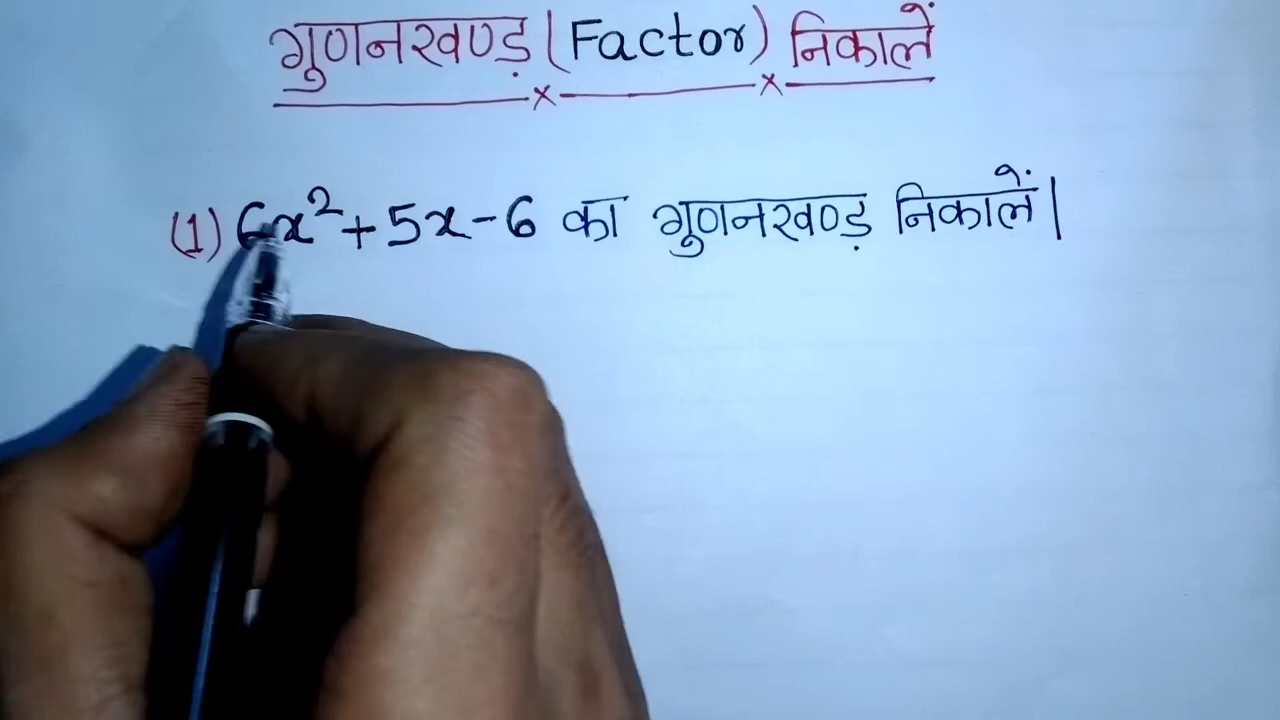 गुणनखण्ड़ (Factor) निकालें
(1) 6x²+5x-6 का गुणनखण्ड़ निकालें।